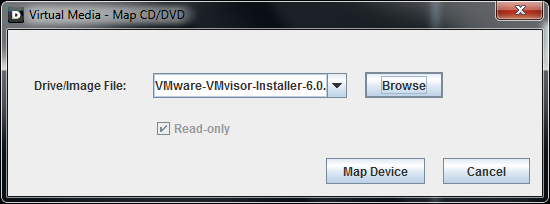 Virtual Media - Map CD/DVD
Drive/Image File: VMware-VMvisor-Installer-6.0. Browse
Read-only
Map Device Cancel